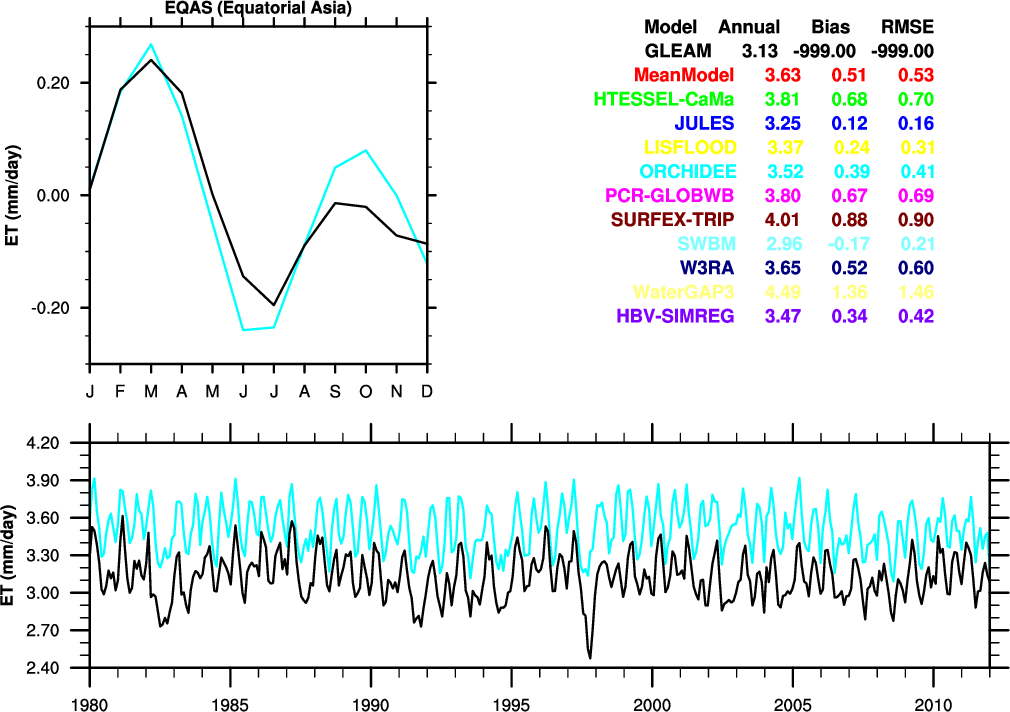 EQAS (Equatorial Asia)
Model Annual Bias RMSE
GLEAM 3.13 -999.00 -999.00
MeanModel 3.63 0.51 0.53
HTESSEL-CaMa 3.81 0.68 0.70
JULES 3.25 0.12 0.16
LISFLOOD 3.37 0.24 0.31
ORCHIDEE 3.52 0.39 0.41
PCR-GLOBWB 3.80 0.67 0.69
SURFEX-TRIP 4.01 0.88 0.90
SWBM 2.96 -0.17 0.21
W3RA 3.65 0.52 0.60
WaterGAP3 4.49 1.36 1.46
HBV-SIMREG 3.47 0.34 0.42
ET (mm/day)
0.20
0.00
-0.20
J F M A M J J A S O N D
ET (mm/day)
4.20
3.90
3.60
3.30
3.00
2.70
2.40
1980 1985 1990 1995 2000 2005 2010